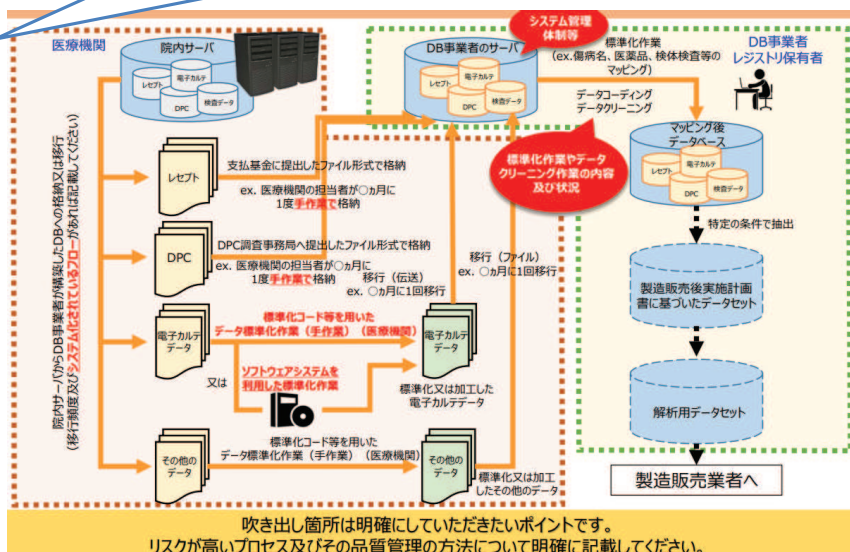 医療機関
院内サーバ
レセプト
電子カルテ
DPC
検査データ
院内サーバからDB事業者が構築したDBへの格納又は移行
(移行頻度及びシステム化されているフローがあれば記載してください)
レセプト
支払基金に提出したファイル形式で格納
ex. 医療機関の担当者が○ヵ月に
1度手作業で格納
DPC
DPC調査事務局へ提出したファイル形式で格納
ex. 医療機関の担当者が○ヵ月に
1度手作業で格納
電子カルテ
データ
標準化コード等を用いた
データ標準化作業（手作業）（医療機関）
又は
ソフトウェアシステムを
利用した標準化作業
電子カルテ
データ
標準化又は加工した
電子カルテデータ
その他の
データ
標準化コード等を用いた
データ標準化作業（手作業）（医療機関）
その他の
データ
標準化又は加工
したその他のデータ
移行（伝送）
ex. ○ヵ月に1回移行
移行（ファイル）
ex. ○ヵ月に1回移行
DB事業者のサーバ
レセプト
電子カルテ
DPC
検査データ
システム管理
体制等
標準化作業
（ex.傷病名、医薬品、検体検査等の
マッピング）
データコーディング
データクリーニング
標準化作業やデータ
クリーニング作業の内容
及び状況
DB事業者
レジストリ保有者
マッピング後
データベース
レセプト
電子カルテ
DPC
検査データ
特定の条件で抽出
製造販売後実施計画
書に基づいたデータセット
解析用データセット
製造販売業者へ
吹き出し箇所は明確にしていただきたいポイントです。
リスクが高いプロセス及びその品質管理の方法について明確に記載してください。